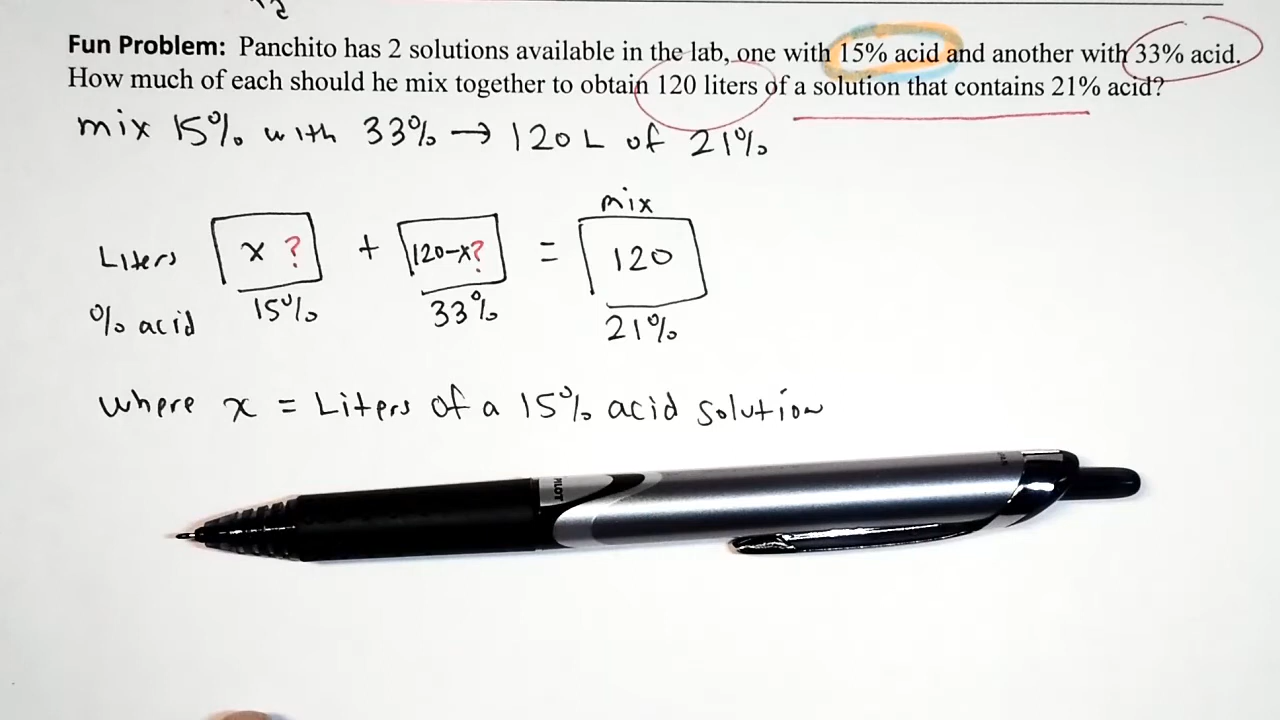 Fun Problem: Panchito has 2 solutions available in the lab, one with 15% acid and another with 33% acid.
How much of each should he mix together to obtain 120 liters of a solution that contains 21% acid?
mix 15% with 33% → 120 L of 21%
mix
Liters x ? + 120-x? = 120
% acid 15% 33% 21%
where x = Liters of a 15% acid solution
PILOT